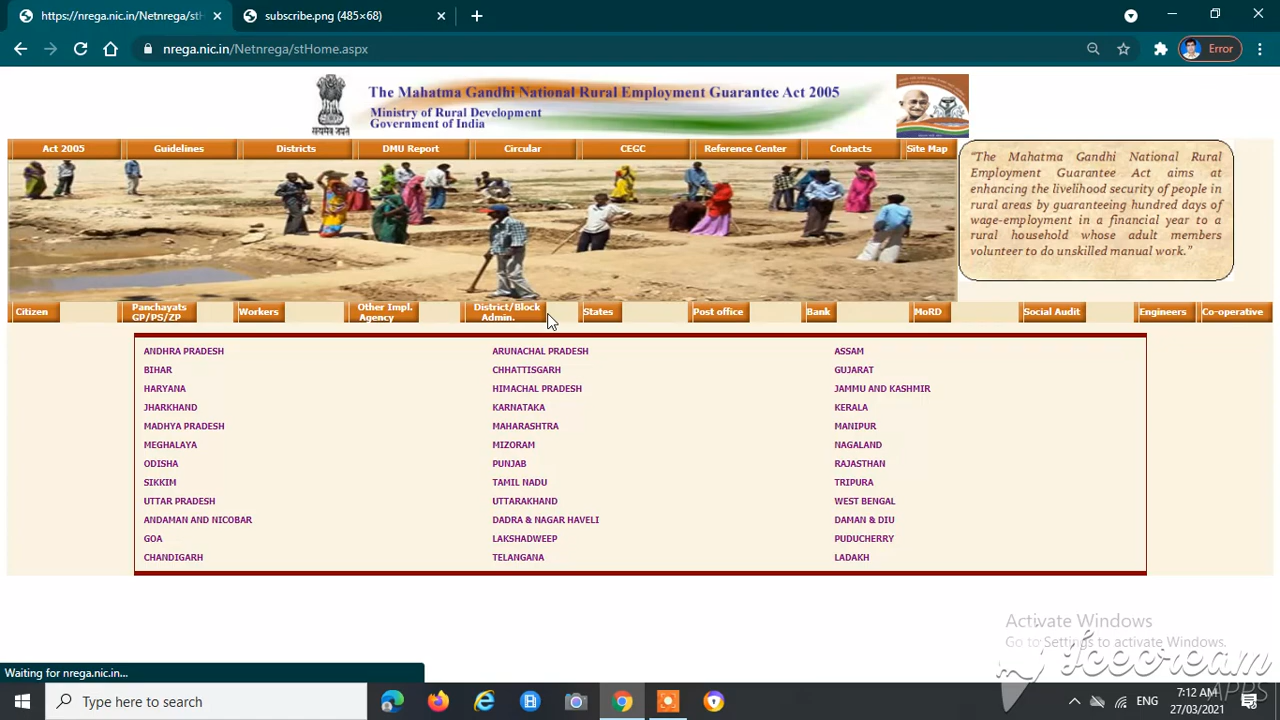 https://nrega.nic.in/Netnrega/stH
subscribe.png (485×68)
nrega.nic.in/Netnrega/stHome.aspx
Error
The Mahatma Gandhi National Rural Employment Guarantee Act 2005
Ministry of Rural Development
Government of India
सत्यमेव जयते
Act 2005
Guidelines
Districts
DMU Report
Circular
CEGC
Reference Center
Contacts
Site Map
"The Mahatma Gandhi National Rural
Employment Guarantee Act aims at
enhancing the livelihood security of people in
rural areas by guaranteeing hundred days of
wage-employment in a financial year to a
rural household whose adult members
volunteer to do unskilled manual work."
Citizen
Panchayats
GP/PS/ZP
Workers
Other Impl.
Agency
District/Block
Admin.
States
Post office
Bank
MoRD
Social Audit
Engineers
Co-operative
ANDHRA PRADESH
ARUNACHAL PRADESH
ASSAM
BIHAR
CHHATTISGARH
GUJARAT
HARYANA
HIMACHAL PRADESH
JAMMU AND KASHMIR
JHARKHAND
KARNATAKA
KERALA
MADHYA PRADESH
MAHARASHTRA
MANIPUR
MEGHALAYA
MIZORAM
NAGALAND
ODISHA
PUNJAB
RAJASTHAN
SIKKIM
TAMIL NADU
TRIPURA
UTTAR PRADESH
UTTARAKHAND
WEST BENGAL
ANDAMAN AND NICOBAR
DADRA & NAGAR HAVELI
DAMAN & DIU
GOA
LAKSHADWEEP
PUDUCHERRY
CHANDIGARH
TELANGANA
LADAKH
Activate Windows
Go to Settings to activate Windows.
Icecream
APPS
Waiting for nrega.nic.in...
Type here to search
ENG
7:12 AM
27/03/2021